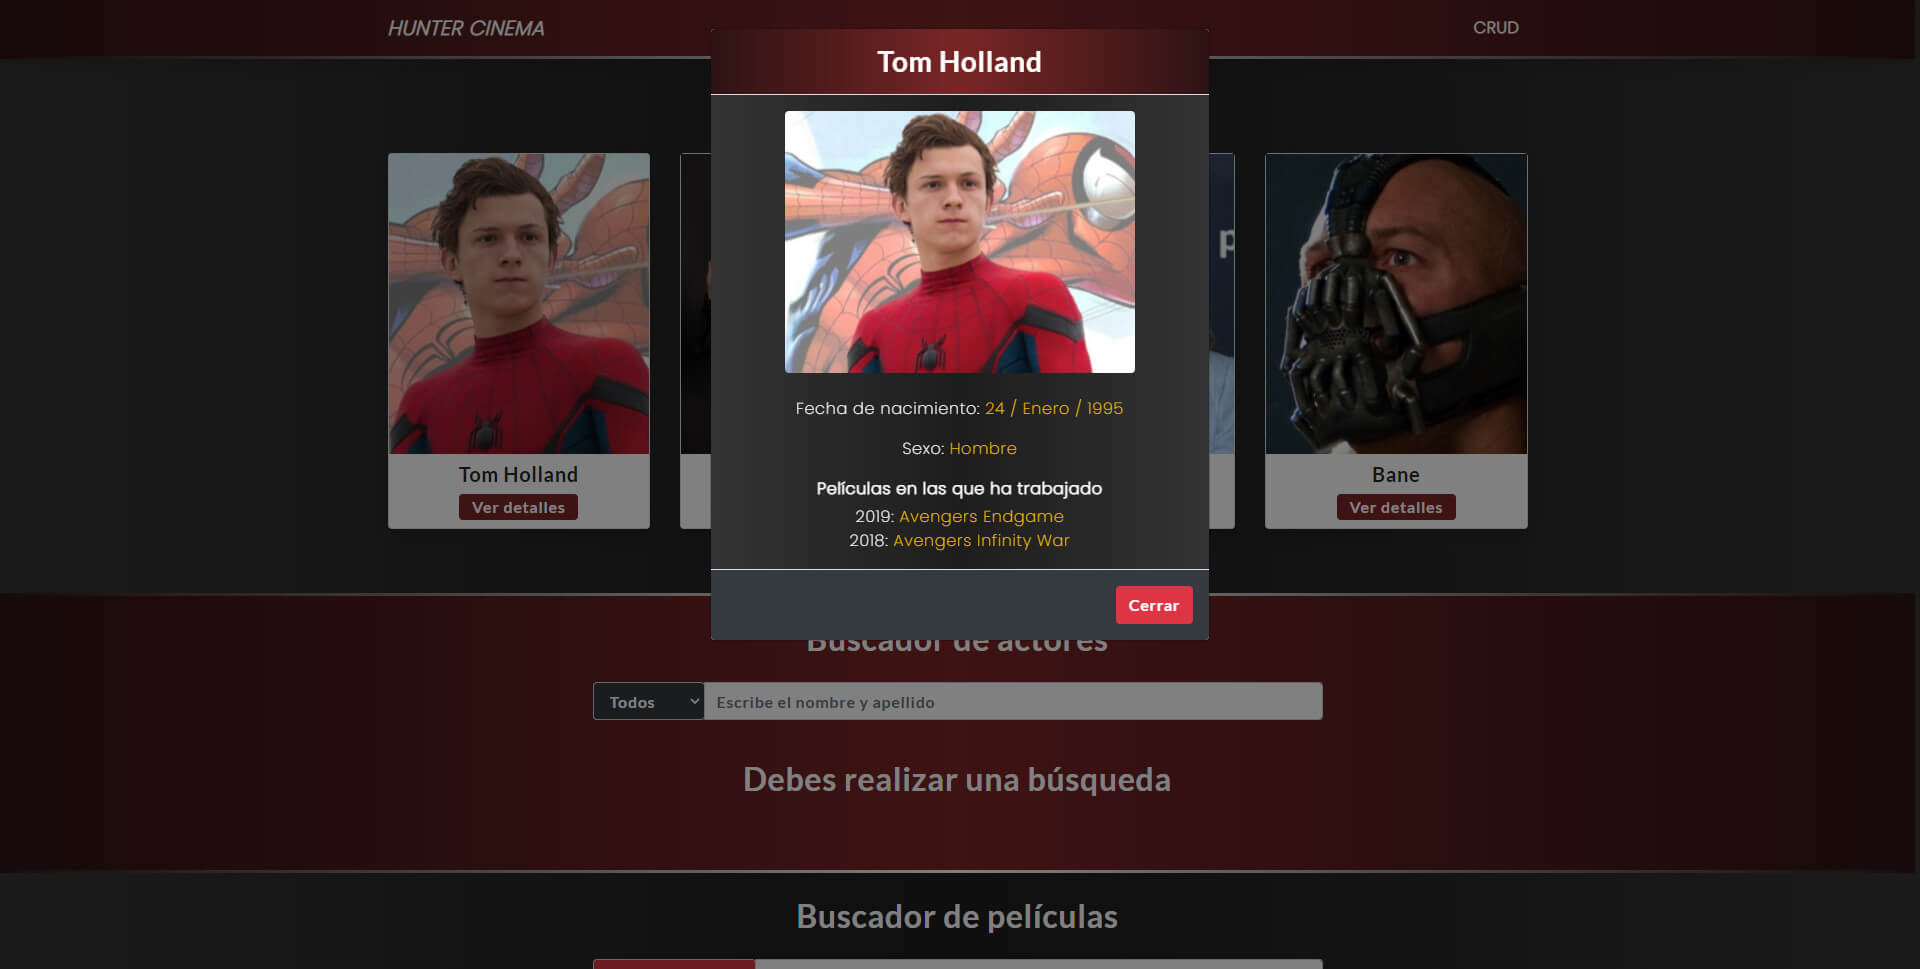 HUNTER CINEMA
CRUD
Tom Holland
Fecha de nacimiento: 24 / Enero / 1995
Sexo: Hombre
Películas en las que ha trabajado
2019: Avengers Endgame
2018: Avengers Infinity War
Cerrar
Tom Holland
Ver detalles
p
Bane
Ver detalles
Buscador de actores
Todos
Escribe el nombre y apellido
Debes realizar una búsqueda
Buscador de películas